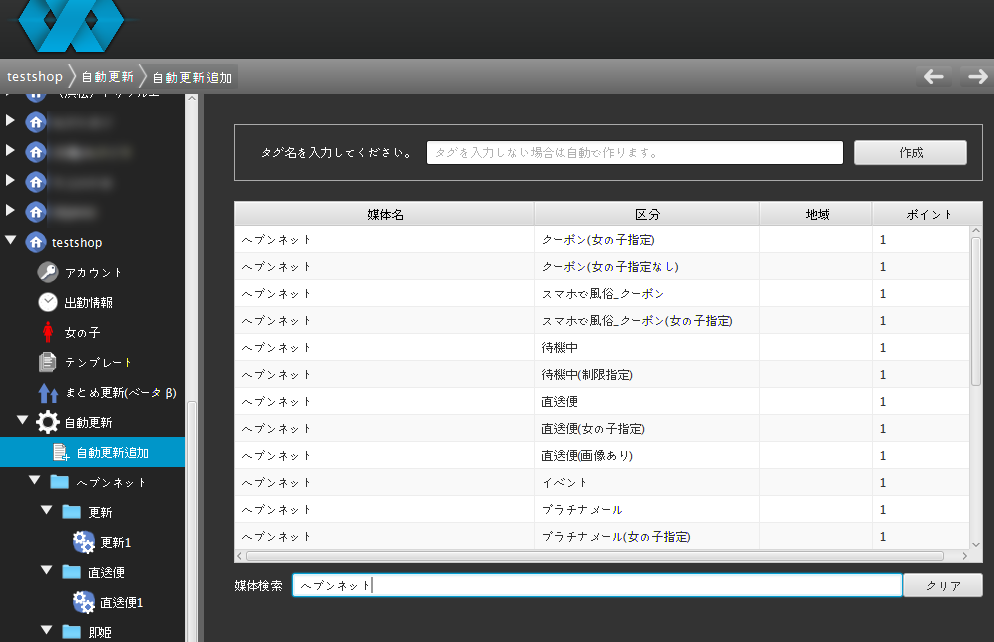 testshop 自動更新 自動更新追加
testshop
アカウント
出勤情報
女の子
テンプレート
まとめ更新(ベータβ)
自動更新
自動更新追加
ヘブンネット
更新
更新1
直送便
直送便1
即姫
タグ名を入力してください。 タグを入力しない場合は自動で作ります。 作成
媒体名 区分 地域 ポイント
ヘブンネット クーポン(女の子指定) 1
ヘブンネット クーポン(女の子指定なし) 1
ヘブンネット スマホで風俗_クーポン 1
ヘブンネット スマホで風俗_クーポン(女の子指定) 1
ヘブンネット 待機中 1
ヘブンネット 待機中(制限指定) 1
ヘブンネット 直送便 1
ヘブンネット 直送便(女の子指定) 1
ヘブンネット 直送便(画像あり) 1
ヘブンネット イベント 1
ヘブンネット プラチナメール 1
ヘブンネット プラチナメール(女の子指定) 1
媒体検索 ヘブンネット クリア